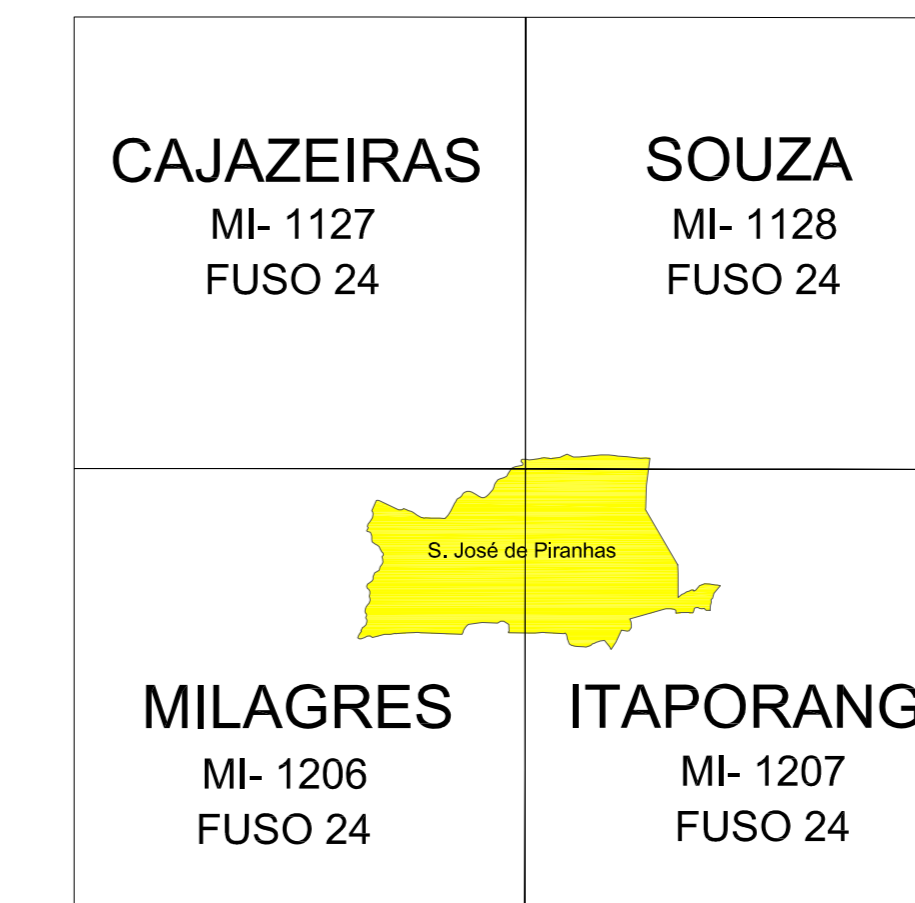 CAJAZEIRAS
MI- 1127
FUSO 24
SOUZA
MI- 1128
FUSO 24
S. José de Piranhas
MILAGRES
MI- 1206
FUSO 24
ITAPORANG
MI- 1207
FUSO 24